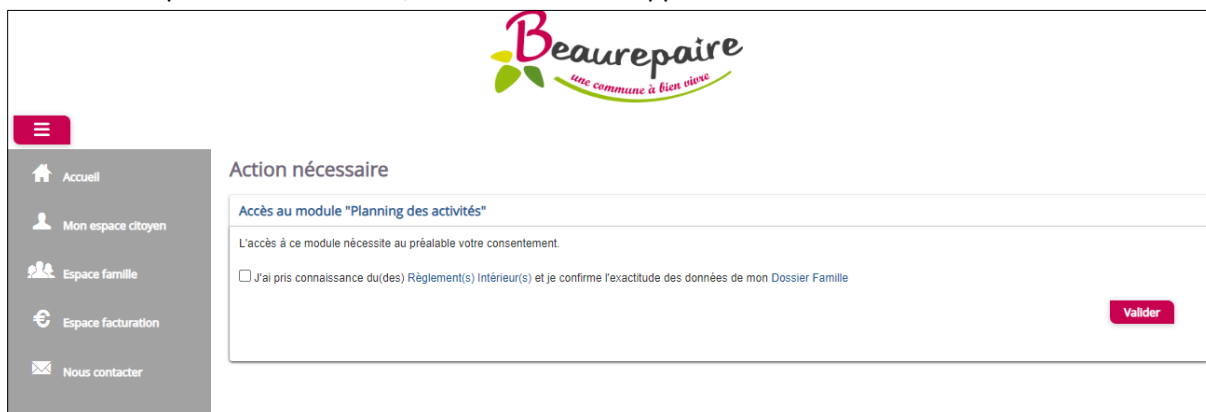 Beaurepaire
une commune à bien vivre
Accueil
Action nécessaire
Accès au module "Planning des activités"
Mon espace citoyen
L'accès à ce module nécessite au préalable votre consentement.
Espace famille
J'ai pris connaissance du(des) Règlement(s) Intérieur(s) et je confirme l'exactitude des données de mon Dossier Famille
Espace facturation
Valider
Nous contacter